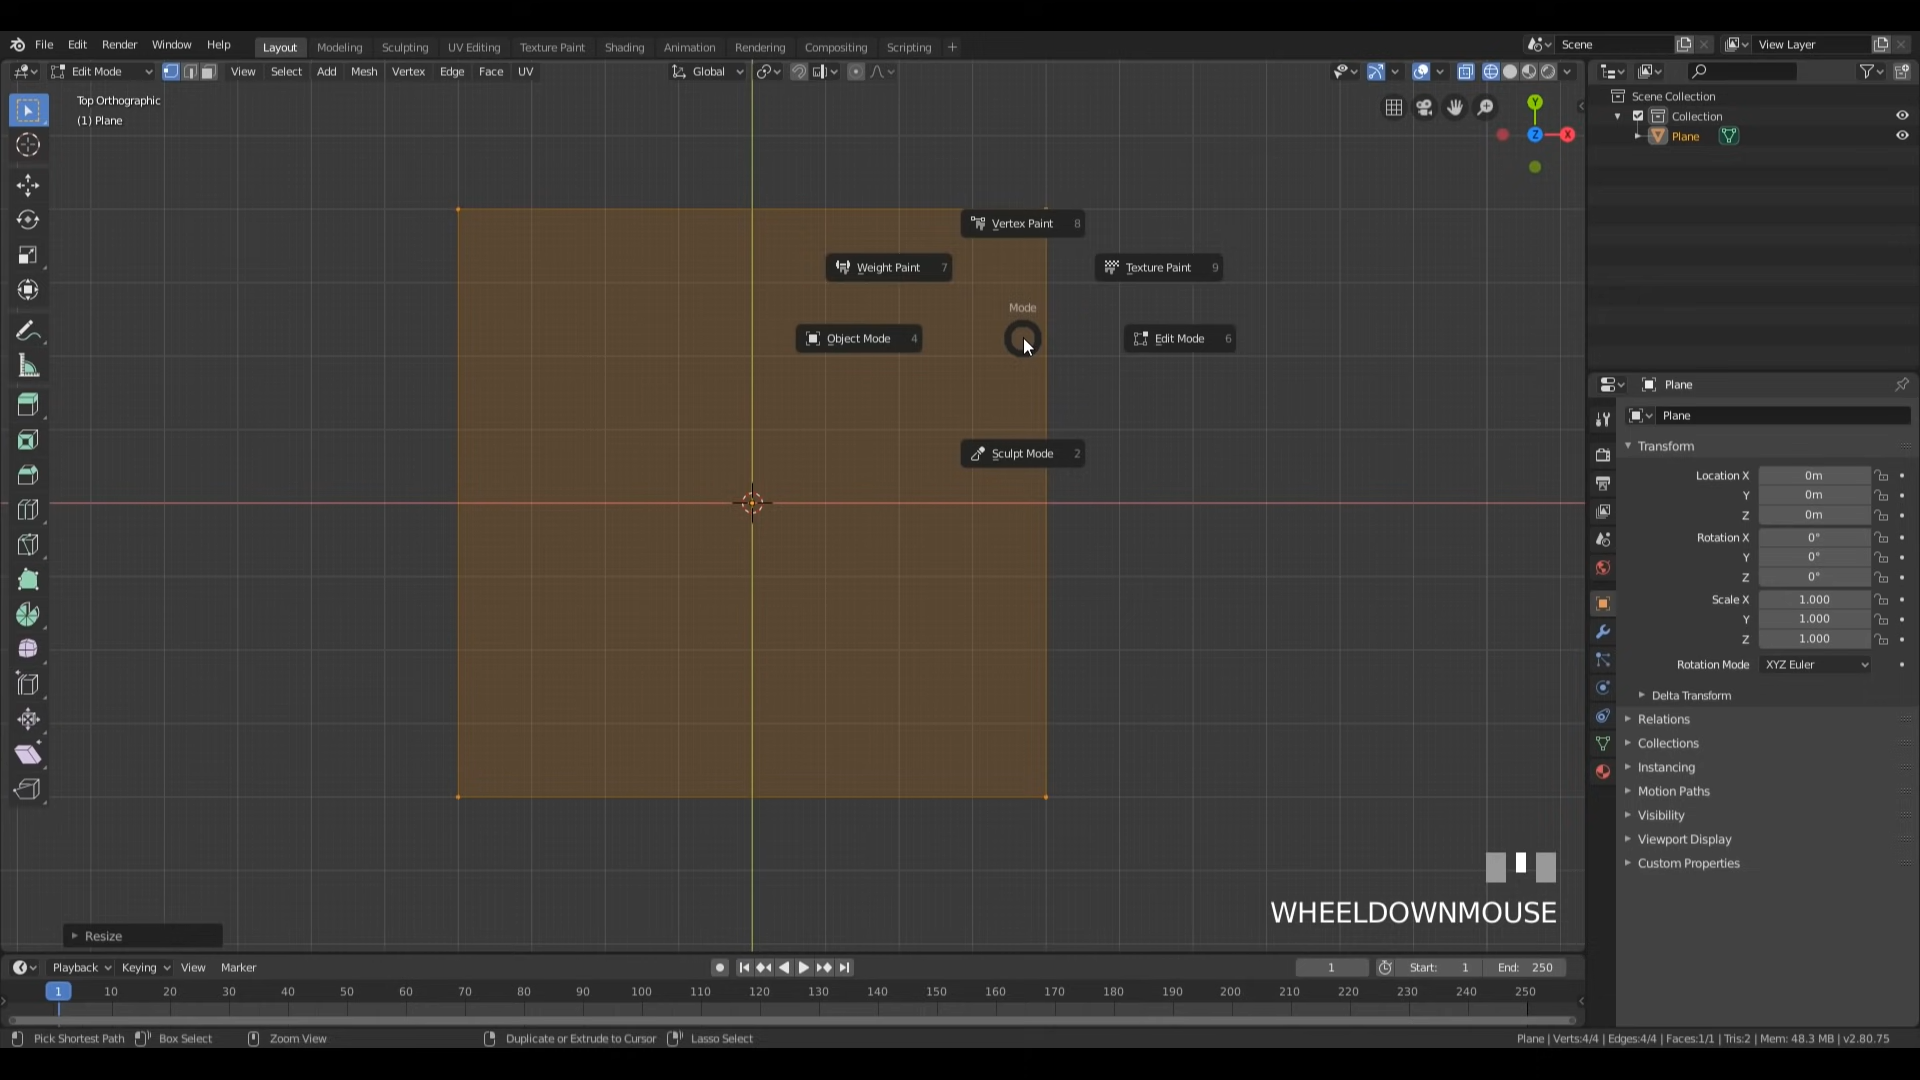 File Edit Render Window Help Layout Modeling Sculpting UV Editing Texture Paint Shading Animation Rendering Compositing Scripting + Scene View Layer
Edit Mode View Select Add Mesh Vertex Edge Face UV Global
Top Orthographic
(1) Plane
Y
Z
X
Scene Collection
Collection
Plane
Vertex Paint 8
Weight Paint 7
Texture Paint 9
Mode
Object Mode 4
Edit Mode 6
Sculpt Mode 2
Plane
Plane
Transform
Location X 0m
Y 0m
Z 0m
Rotation X 0°
Y 0°
Z 0°
Scale X 1.000
Y 1.000
Z 1.000
Rotation Mode XYZ Euler
Delta Transform
Relations
Collections
Instancing
Motion Paths
Visibility
Viewport Display
Custom Properties
WHEELDOWNMOUSE
Resize
Playback Keying View Marker 1 Start: 1 End: 250
1 10 20 30 40 50 60 70 80 90 100 110 120 130 140 150 160 170 180 190 200 210 220 230 240 250
Pick Shortest Path Box Select Zoom View Duplicate or Extrude to Cursor Lasso Select Plane | Verts:4/4 | Edges:4/4 | Faces:1/1 | Tris:2 | Mem: 48.3 MB | v2.80.75